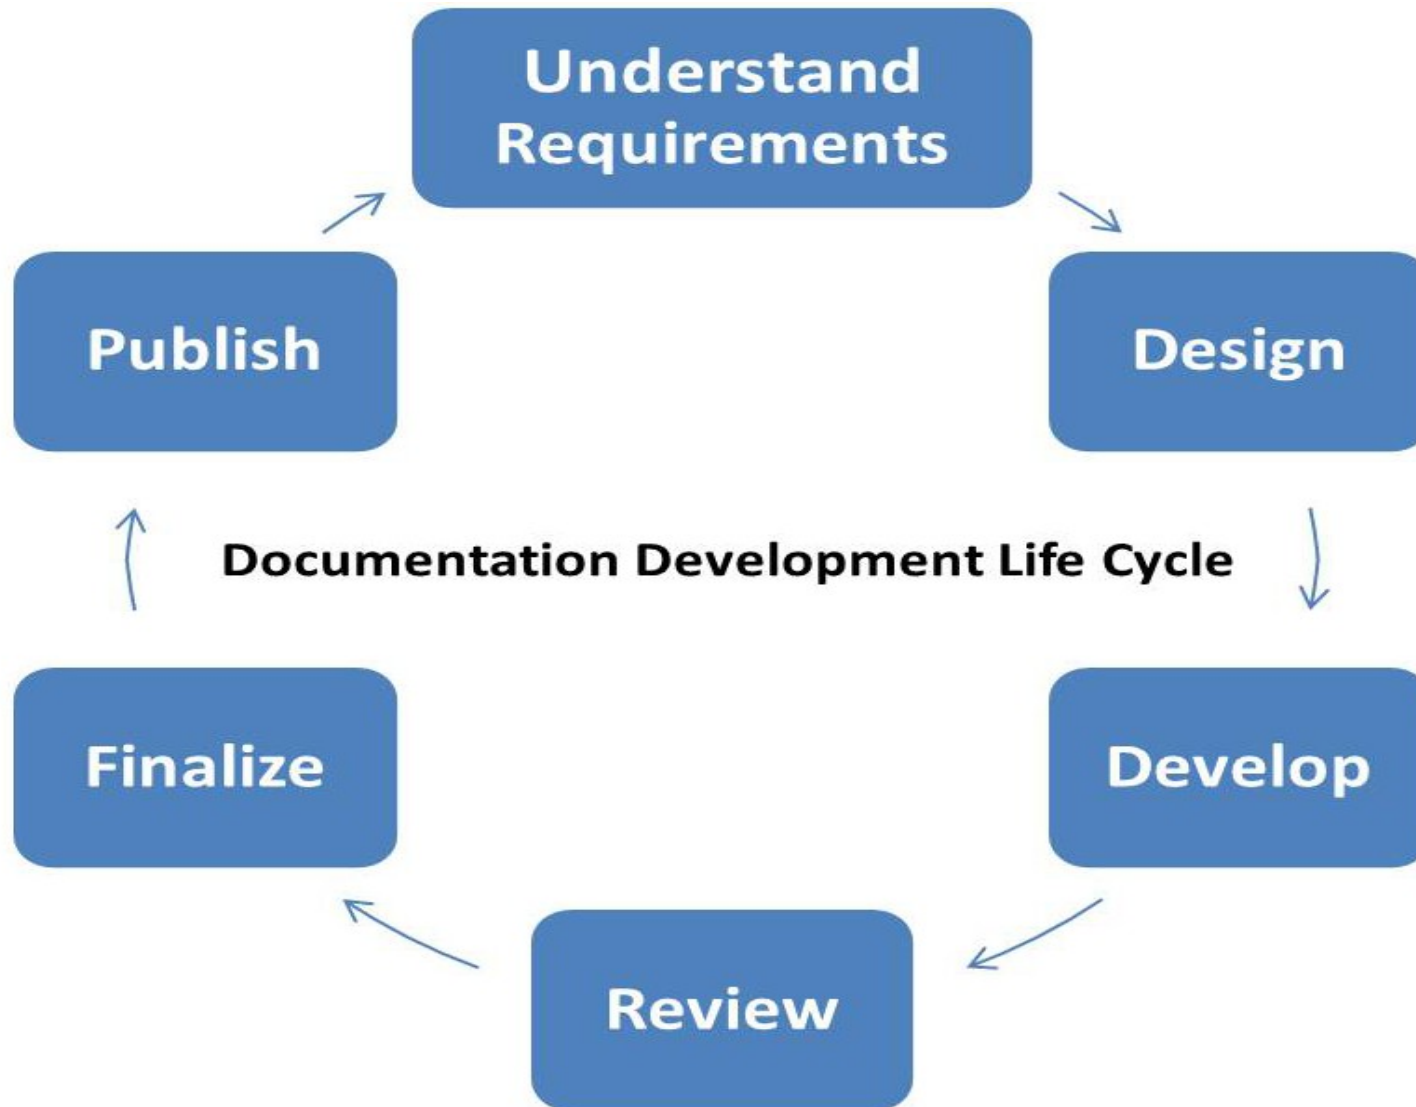 Understand
Requirements
Publish
Design
Documentation Development Life Cycle
Finalize
Develop
Review